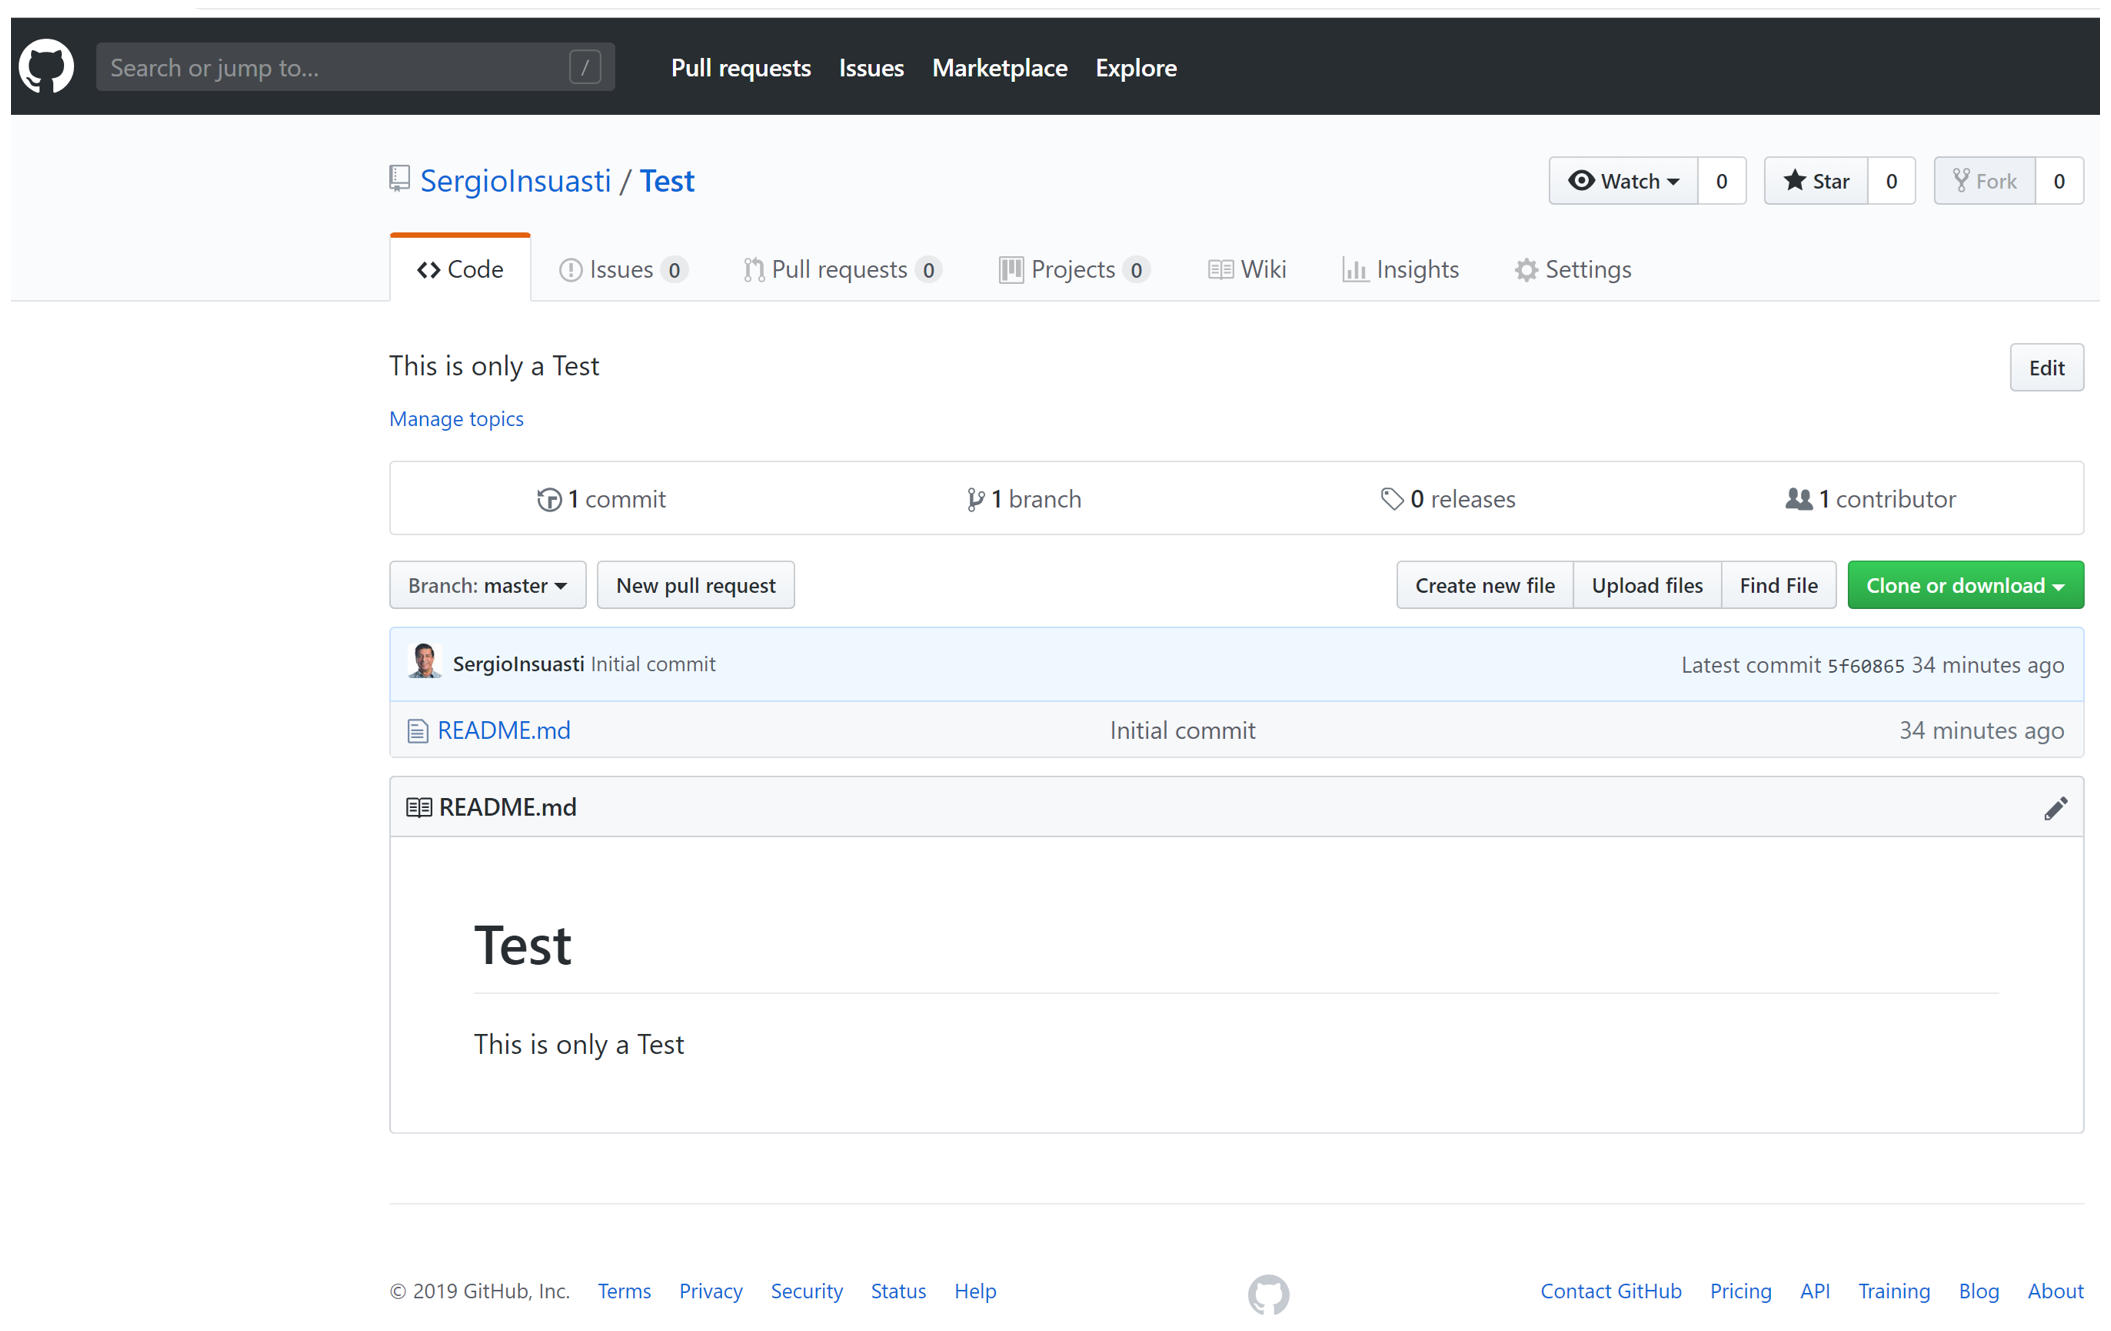 Search or jump to... /
Pull requests Issues Marketplace Explore
SergioInsuasti / Test
Watch 0 Star 0 Fork 0
Code Issues 0 Pull requests 0 Projects 0 Wiki Insights Settings
This is only a Test
Edit
Manage topics
1 commit 1 branch 0 releases 1 contributor
Branch: master New pull request Create new file Upload files Find File Clone or download
SergioInsuasti Initial commit Latest commit 5f60865 34 minutes ago
README.md Initial commit 34 minutes ago
README.md
Test
This is only a Test
© 2019 GitHub, Inc. Terms Privacy Security Status Help Contact GitHub Pricing API Training Blog About